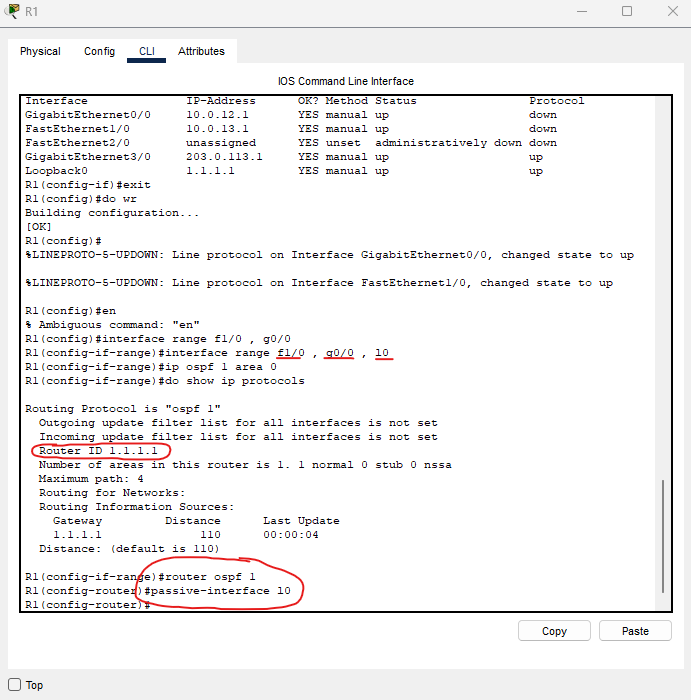 R1
Physical Config CLI Attributes
IOS Command Line Interface
Interface IP-Address OK? Method Status Protocol
GigabitEthernet0/0 10.0.12.1 YES manual up down
FastEthernet1/0 10.0.13.1 YES manual up down
FastEthernet2/0 unassigned YES unset administratively down down
GigabitEthernet3/0 203.0.113.1 YES manual up up
Loopback0 1.1.1.1 YES manual up up
R1(config-if)#exit
R1(config)#do wr
Building configuration...
[OK]
R1(config)#
%LINEPROTO-5-UPDOWN: Line protocol on Interface GigabitEthernet0/0, changed state to up
%LINEPROTO-5-UPDOWN: Line protocol on Interface FastEthernet1/0, changed state to up
R1(config)#en
% Ambiguous command: "en"
R1(config)#interface range f1/0 , g0/0
R1(config-if-range)#interface range f1/0 , g0/0 , l0
R1(config-if-range)#ip ospf 1 area 0
R1(config-if-range)#do show ip protocols
Routing Protocol is "ospf 1"
Outgoing update filter list for all interfaces is not set
Incoming update filter list for all interfaces is not set
Router ID 1.1.1.1
Number of areas in this router is 1. 1 normal 0 stub 0 nssa
Maximum path: 4
Routing for Networks:
Routing Information Sources:
Gateway Distance Last Update
1.1.1.1 110 00:00:04
Distance: (default is 110)
R1(config-if-range)#router ospf 1
R1(config-router)#passive-interface l0
R1(config-router)#
Copy Paste
Top